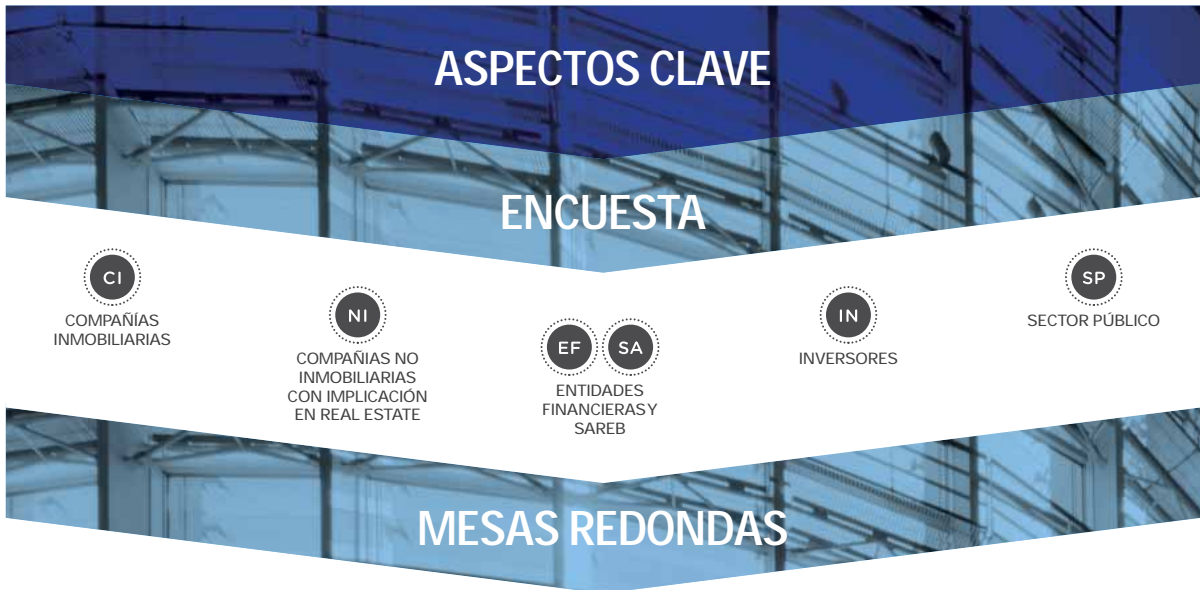 ASPECTOS CLAVE
ENCUESTA
CI
COMPAÑÍAS
INMOBILIARIAS
NI
COMPAÑIAS NO
INMOBILIARIAS
CON IMPLICACIÓN
EN REAL ESTATE
EF SA
ENTIDADES
FINANCIERAS Y
SAREB
IN
INVERSORES
SP
SECTOR PÚBLICO
MESAS REDONDAS